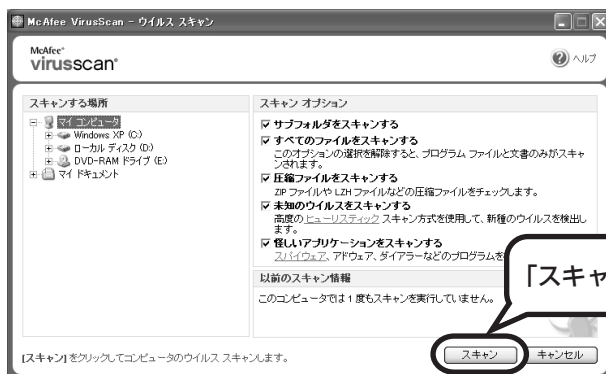 McAfee VirusScan - ウイルス スキャン
McAfee®
virusscan®
ヘルプ
スキャンする場所
マイ コンピュータ
Windows XP (C:)
ローカル ディスク (D:)
DVD-RAM ドライブ (E:)
マイ ドキュメント
スキャン オプション
サブフォルダをスキャンする
すべてのファイルをスキャンする
このオプションの選択を解除すると、プログラム ファイルと文書のみがスキャ
ンされます。
圧縮ファイルをスキャンする
ZIP ファイルや LZH ファイルなどの圧縮ファイルをチェックします。
未知のウイルスをスキャンする
高度のヒューリスティック スキャン方式を使用して、新種のウイルスを検出し
ます。
怪しいアプリケーションをスキャンする
スパイウェア、アドウェア、ダイアラーなどのプログラムを
以前のスキャン情報
このコンピュータでは 1 度もスキャンを実行していません。
「スキャ
[スキャン] をクリックしてコンピュータのウイルス スキャンします。
スキャン
キャンセル